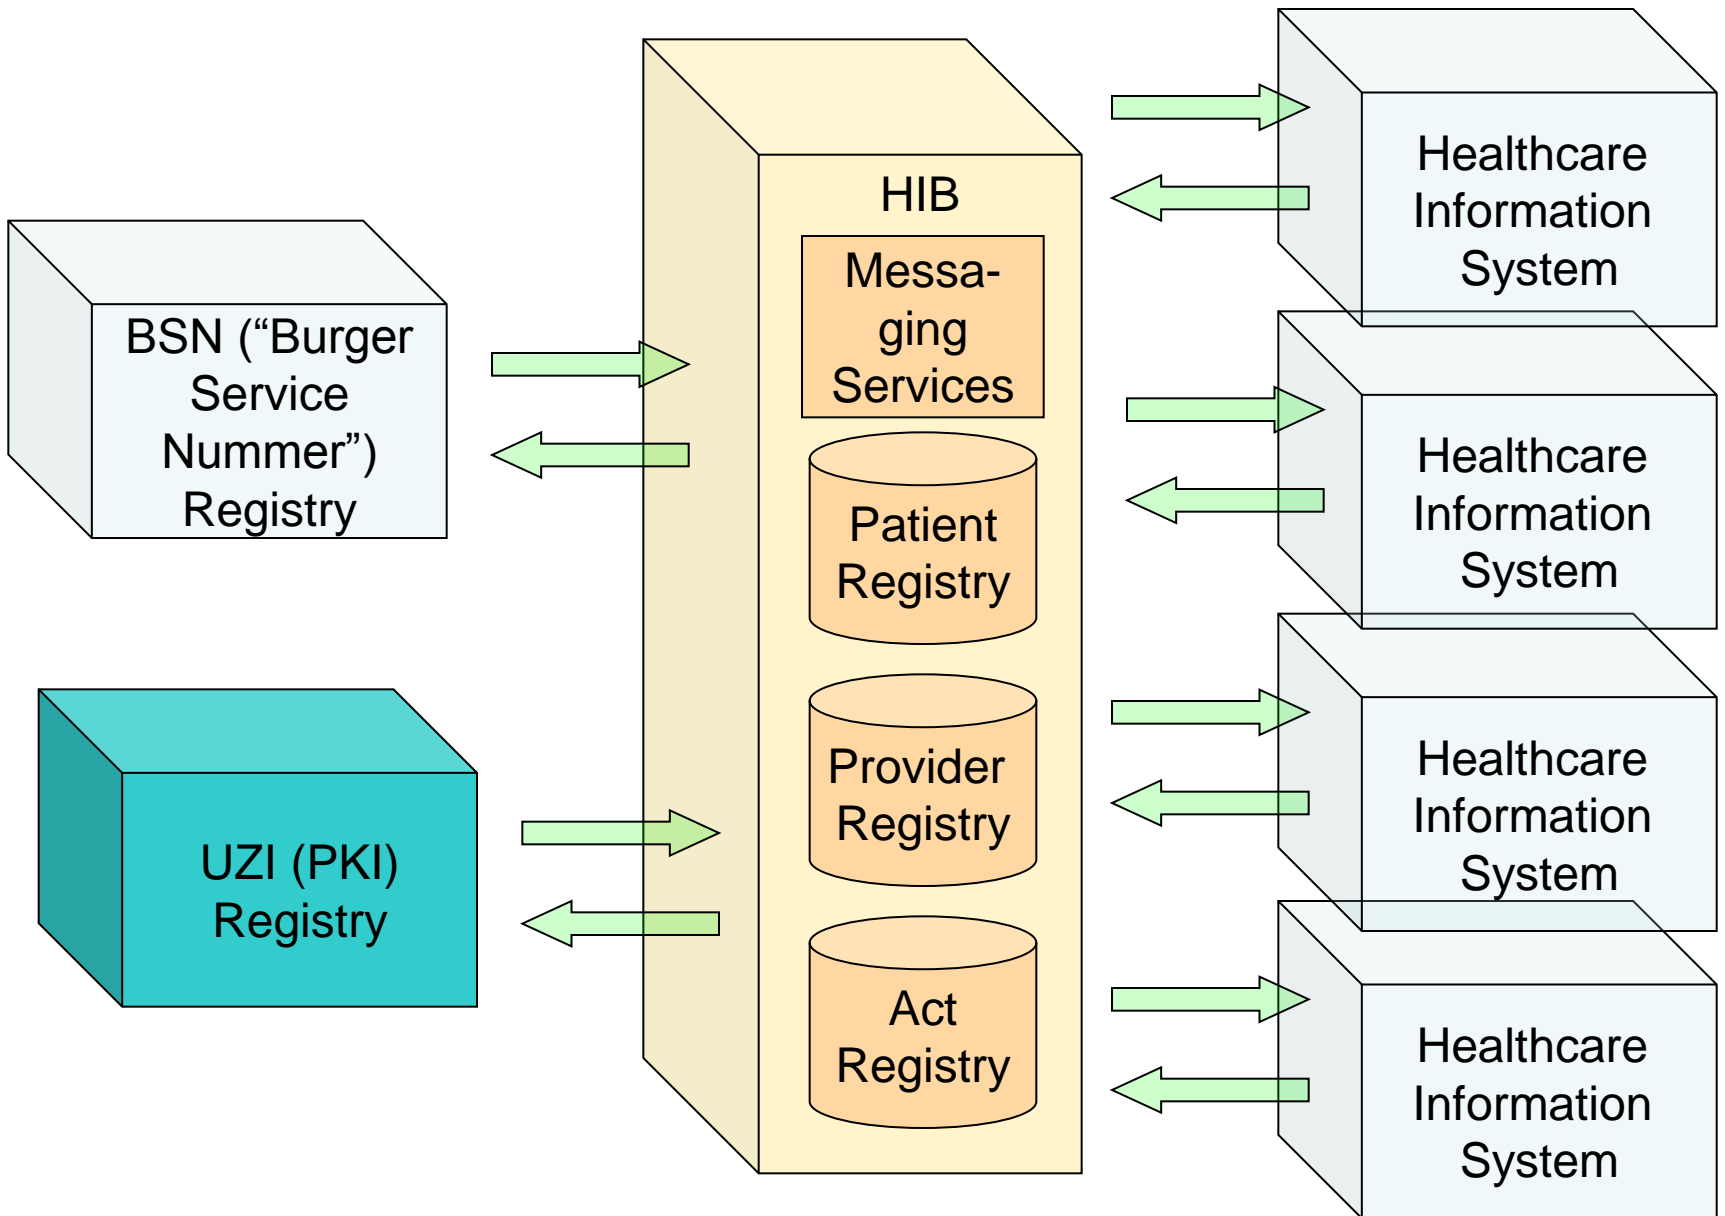 BSN (“Burger
Service
Nummer”)
Registry
UZI (PKI)
Registry
HIB
Messa-
ging
Services
Patient
Registry
Provider
Registry
Act
Registry
Healthcare
Information
System
Healthcare
Information
System
Healthcare
Information
System
Healthcare
Information
System